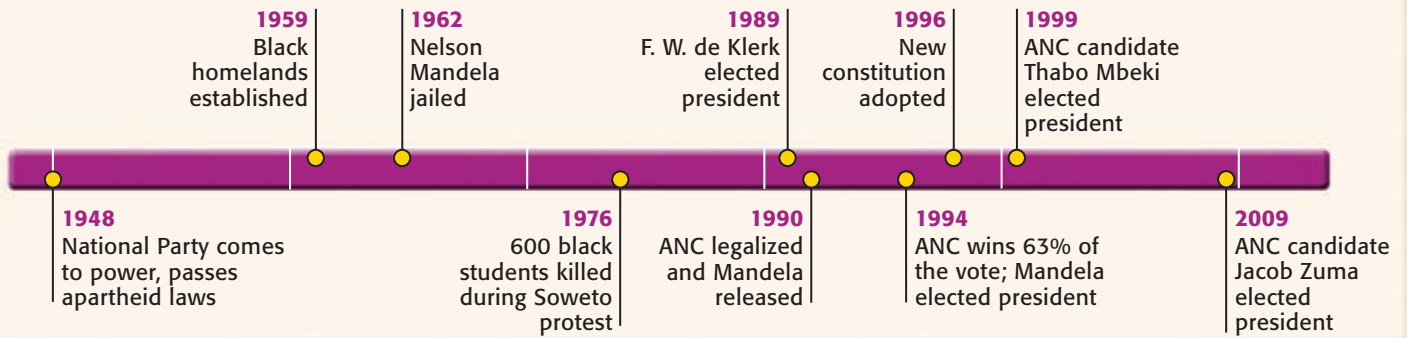 1959
Black
homelands
established
1962
Nelson
Mandela
jailed
1989
F. W. de Klerk
elected
president
1996
New
constitution
adopted
1999
ANC candidate
Thabo Mbeki
elected
president
1948
National Party comes
to power, passes
apartheid laws
1976
600 black
students killed
during Soweto
protest
1990
ANC legalized
and Mandela
released
1994
ANC wins 63% of
the vote; Mandela
elected president
2009
ANC candidate
Jacob Zuma
elected
president